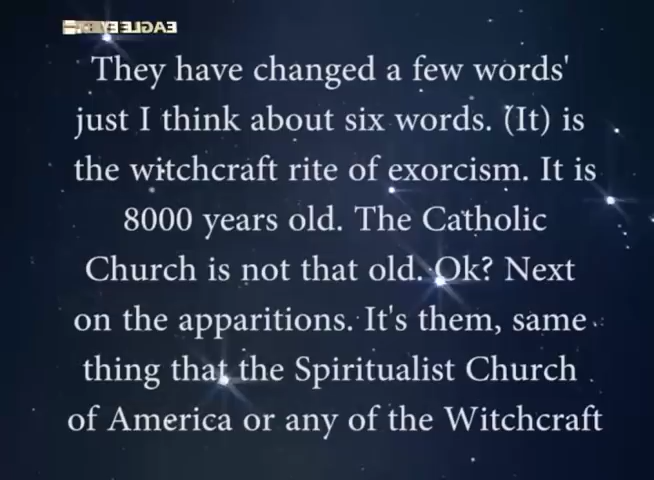 EAGLE EYE
They have changed a few words'
just I think about six words. (It) is
the witchcraft rite of exorcism. It is
8000 years old. The Catholic
Church is not that old. Ok? Next
on the apparitions. It's them, same
thing that the Spiritualist Church
of America or any of the Witchcraft